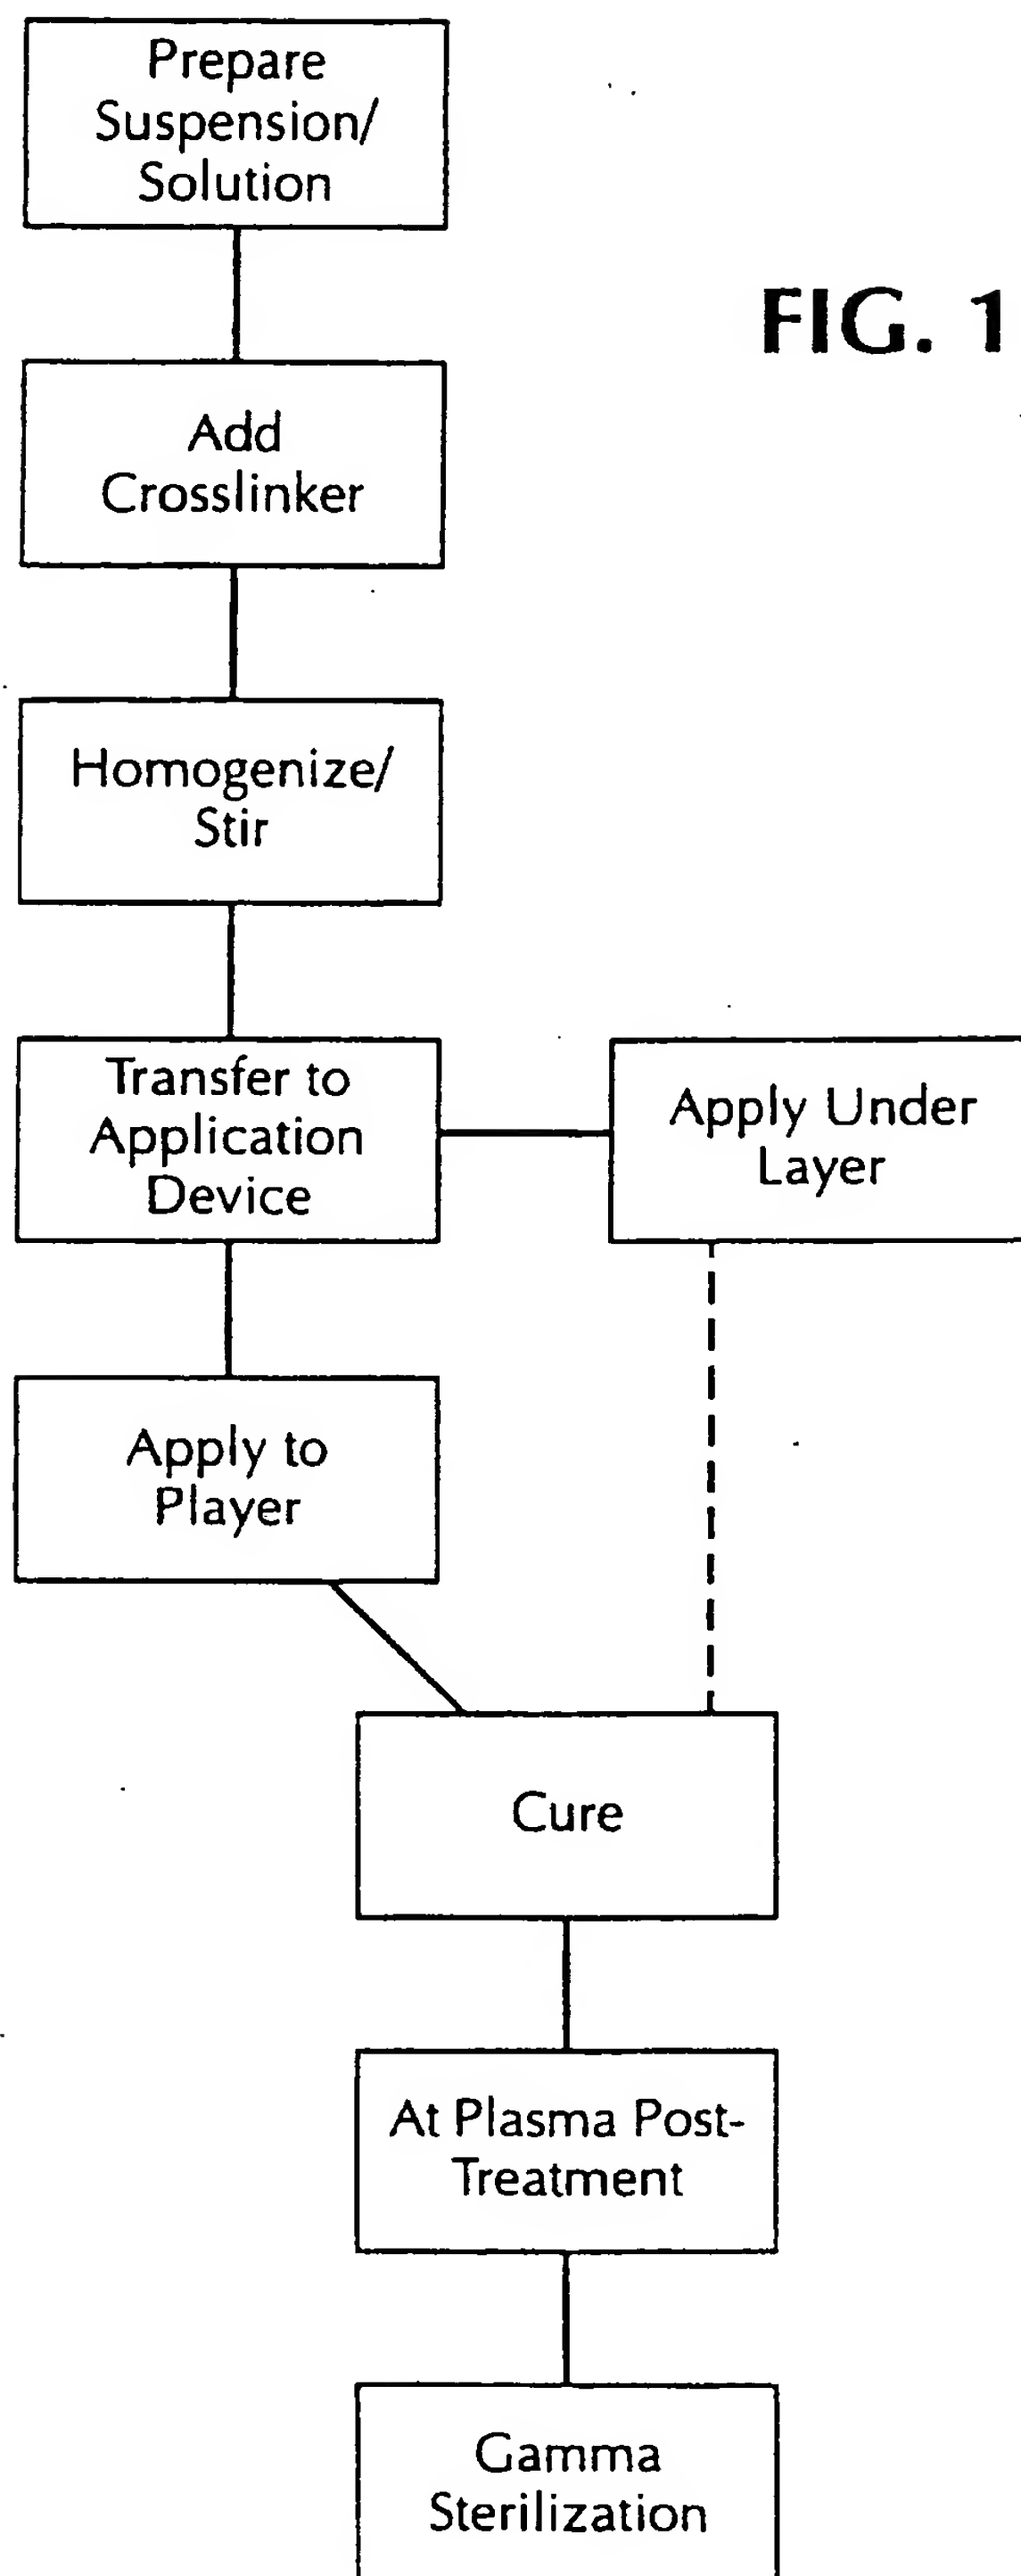 Prepare
Suspension/
Solution
FIG. 1
Add
Crosslinker
Homogenize/
Stir
Transfer to
Application
Device
Apply Under
Layer
Apply to
Player
Cure
At Plasma Post-
Treatment
Gamma
Sterilization